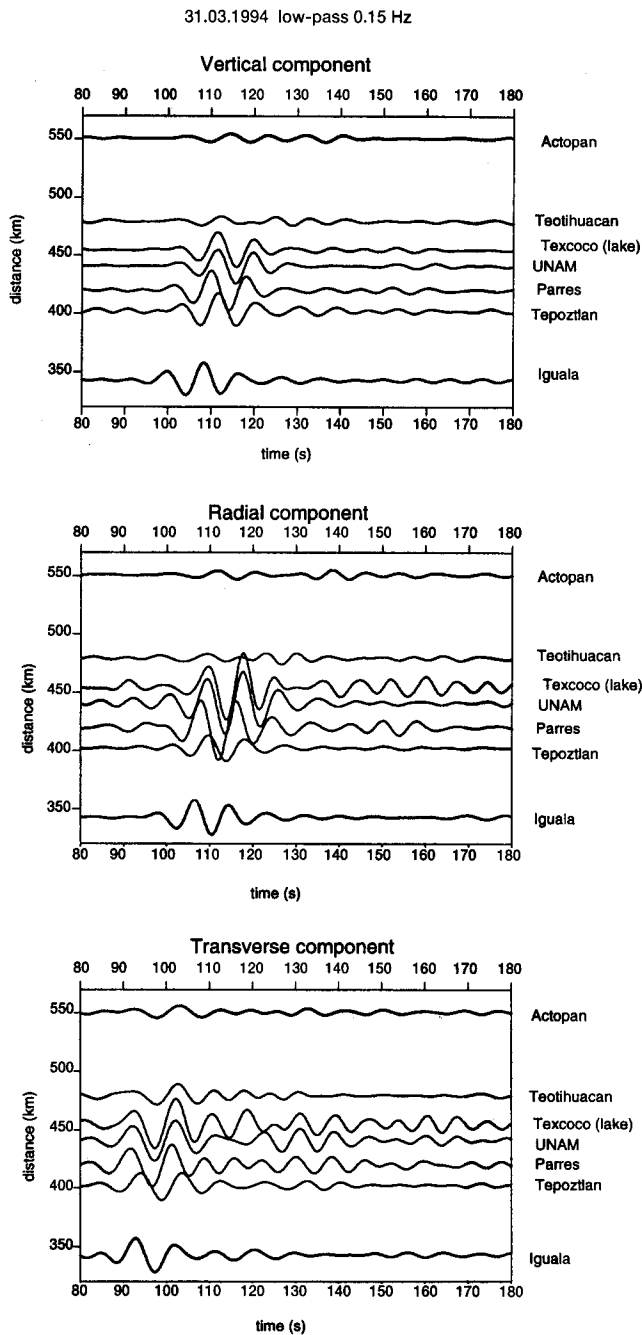 31.03.1994 low-pass 0.15 Hz
Vertical component
80 90 100 110 120 130 140 150 160 170 180
550
500
450
400
350
distance (km)
Actopan
Teotihuacan
Texcoco (lake)
UNAM
Parres
Tepoztlan
Iguala
80 90 100 110 120 130 140 150 160 170 180
time (s)
Radial component
80 90 100 110 120 130 140 150 160 170 180
550
500
450
400
350
distance (km)
Actopan
Teotihuacan
Texcoco (lake)
UNAM
Parres
Tepoztlan
Iguala
80 90 100 110 120 130 140 150 160 170 180
time (s)
Transverse component
80 90 100 110 120 130 140 150 160 170 180
550
500
450
400
350
distance (km)
Actopan
Teotihuacan
Texcoco (lake)
UNAM
Parres
Tepoztlan
Iguala
80 90 100 110 120 130 140 150 160 170 180
time (s)